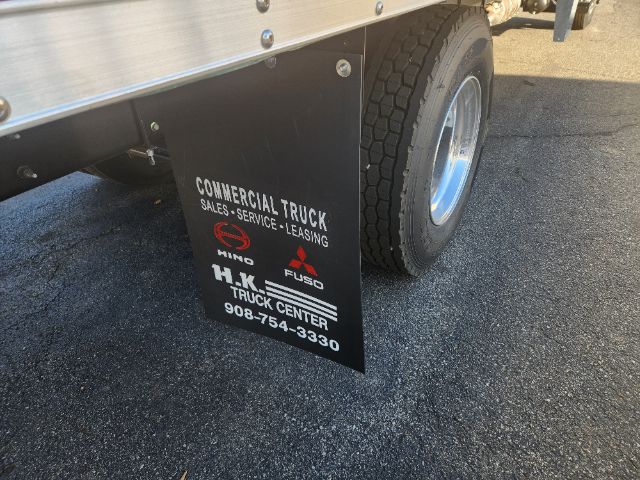 COMMERCIAL TRUCK
SALES • SERVICE • LEASING
HINO
FUSO
H.K.
TRUCK CENTER
908-754-3330